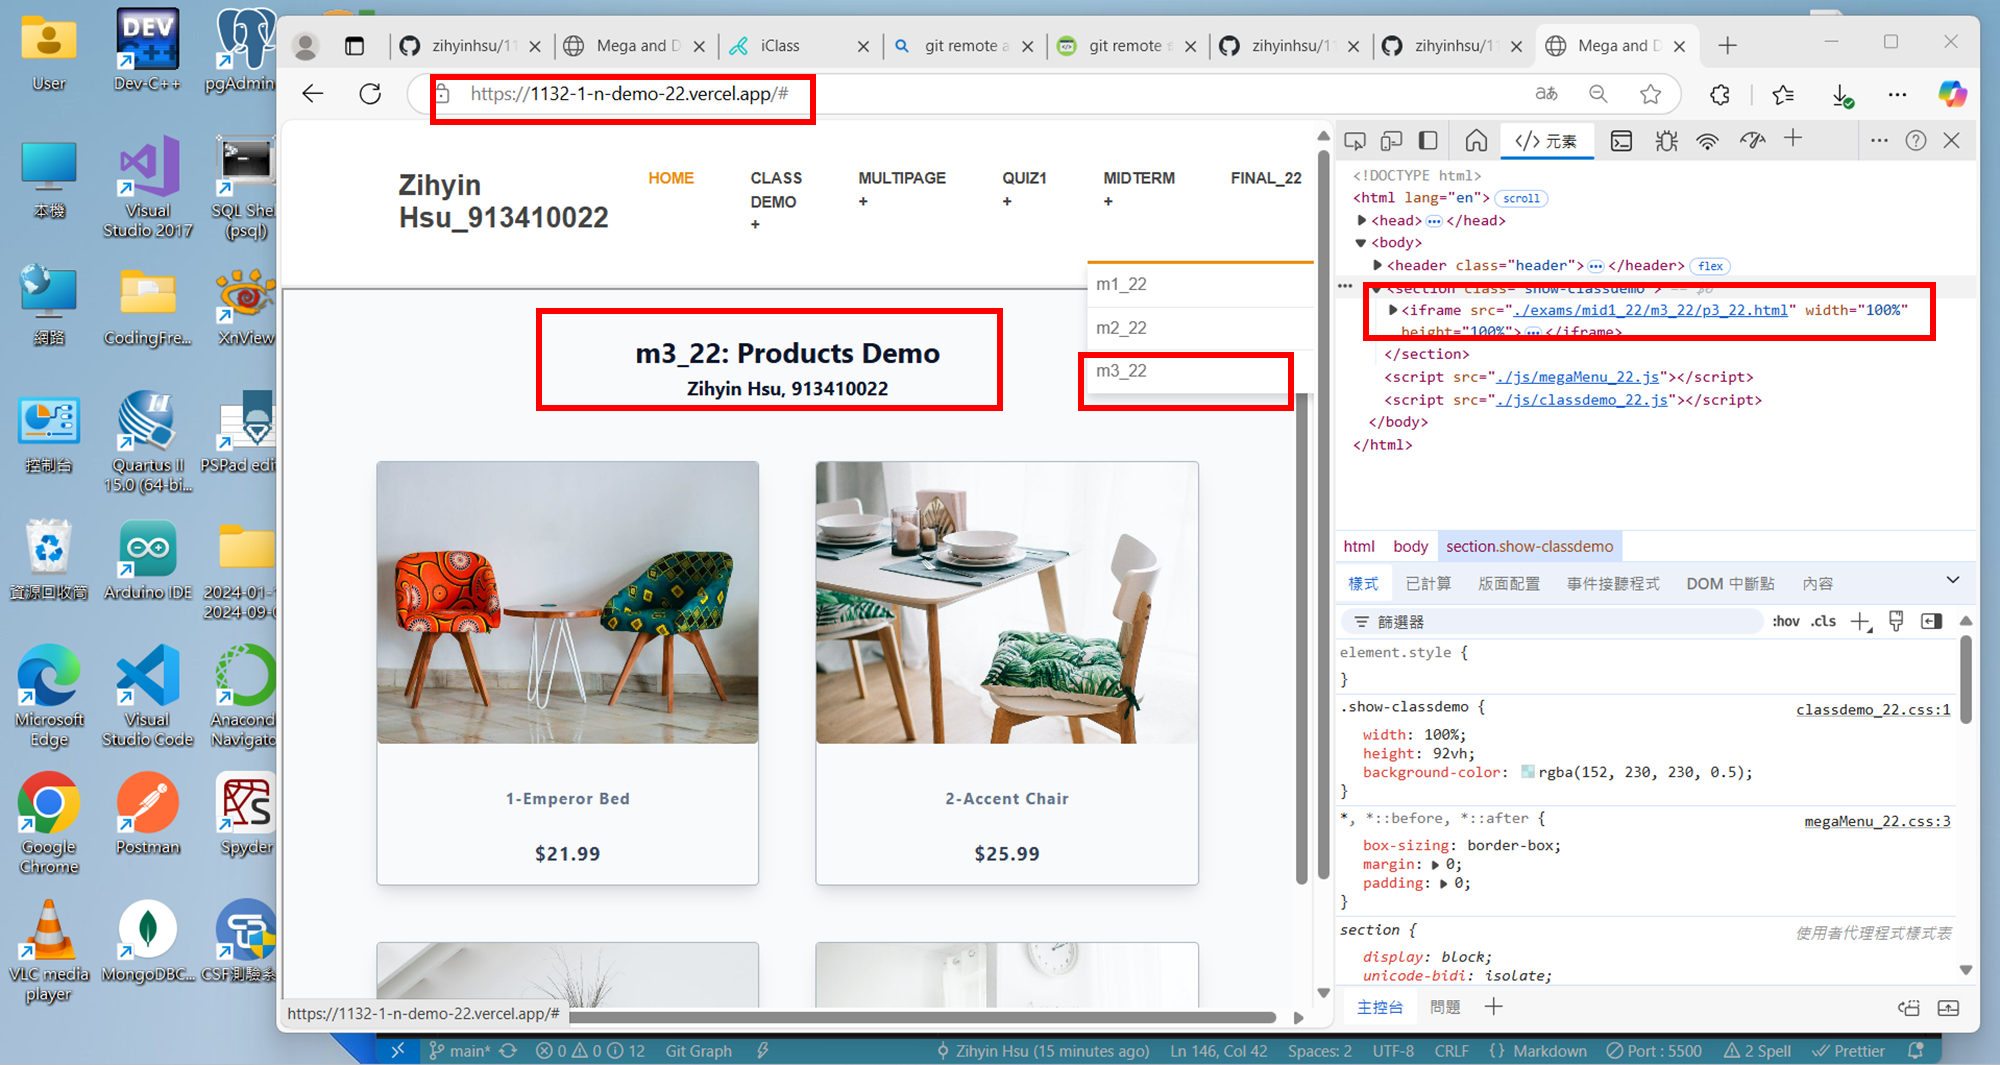 User
Dev-C++
pgAdmin
本機
Visual
Studio 2017
SQL She
(psql)
網路
CodingFre...
XnView
控制台
Quartus II
15.0 (64-bi...
PSPad edi
資源回收筒
Arduino IDE
2024-01-
2024-09-
Microsoft
Edge
Visual
Studio Code
Anacond
Navigato
Google
Chrome
Postman
Spyder
VLC media
player
MongoDBC...
CSF測驗系
zihyinhsu/11
Mega and D
iClass
git remote a
git remote
zihyinhsu/11
zihyinhsu/11
Mega and D
https://1132-1-n-demo-22.vercel.app/#
Zihyin
Hsu_913410022
HOME
CLASS
DEMO
+
MULTIPAGE
+
QUIZ1
+
MIDTERM
+
FINAL_22
m1_22
m2_22
m3_22
m3_22: Products Demo
Zihyin Hsu, 913410022
1-Emperor Bed
$21.99
2-Accent Chair
$25.99
https://1132-1-n-demo-22.vercel.app/#
</> 元素
<!DOCTYPE html>
<html lang="en"> scroll
<head> ... </head>
<body>
<header class="header"> ... </header> flex
<section class="show-classdemo"> == $0
<iframe src="./exams/mid1_22/m3_22/p3_22.html" width="100%"
height="100%"> ... </iframe>
</section>
<script src="./js/megaMenu_22.js"></script>
<script src="./js/classdemo_22.js"></script>
</body>
</html>
html body section.show-classdemo
樣式 已計算 版面配置 事件接聽程式 DOM 中斷點 內容
篩選器 :hov .cls
element.style {
}
.show-classdemo { classdemo_22.css:1
width: 100%;
height: 92vh;
background-color: rgba(152, 230, 230, 0.5);
}
*, *::before, *::after { megaMenu_22.css:3
box-sizing: border-box;
margin: 0;
padding: 0;
}
section { 使用者代理程式樣式表
display: block;
unicode-bidi: isolate;
主控台 問題
main* 0 0 12 Git Graph Zihyin Hsu (15 minutes ago) Ln 146, Col 42 Spaces: 2 UTF-8 CRLF {} Markdown Port : 5500 2 Spell Prettier